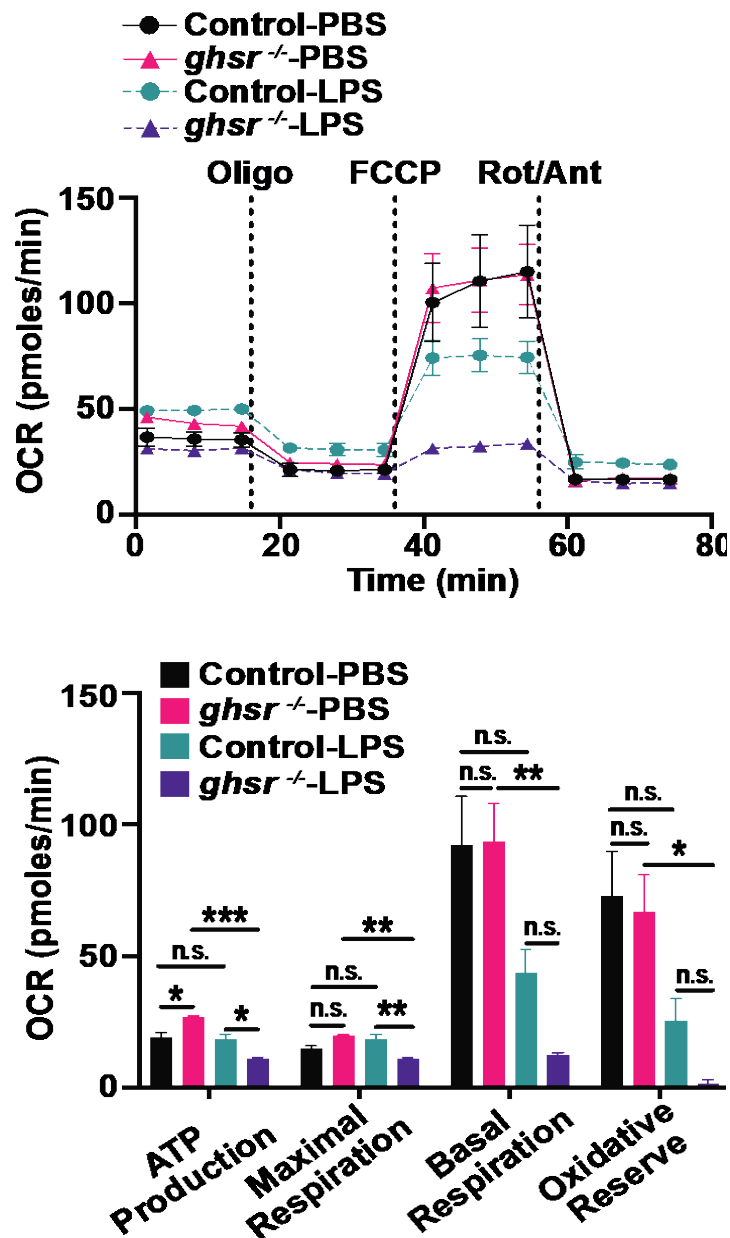 Control-PBS
ghsr -/--PBS
Control-LPS
ghsr -/--LPS
Oligo FCCP Rot/Ant
150
100
50
0
OCR (pmoles/min)
0 20 40 60 80
Time (min)
Control-PBS
ghsr -/--PBS
Control-LPS
ghsr -/--LPS
150
100
50
0
OCR (pmoles/min)
n.s.
n.s. **
n.s.
n.s. *
*** **
n.s. n.s. n.s. n.s.
* * n.s. **
ATP Production
Maximal Respiration
Basal Respiration
Oxidative Reserve